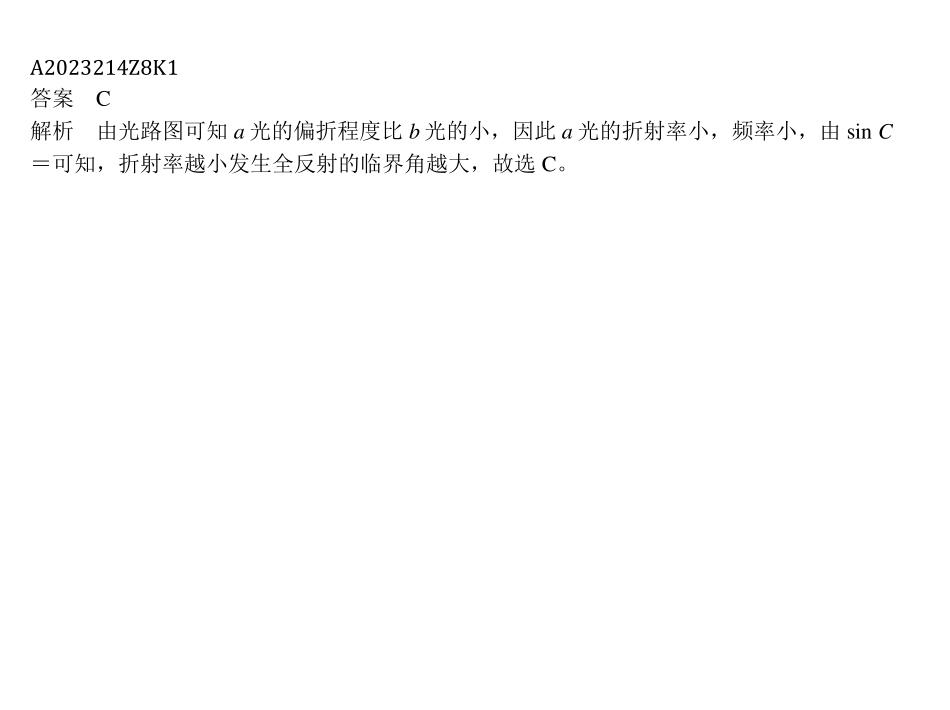 A2023214Z8K1
答案 C
解析 由光路图可知 a 光的偏折程度比 b 光的小，因此 a 光的折射率小，频率小，由 sin C
＝可知，折射率越小发生全反射的临界角越大，故选 C。